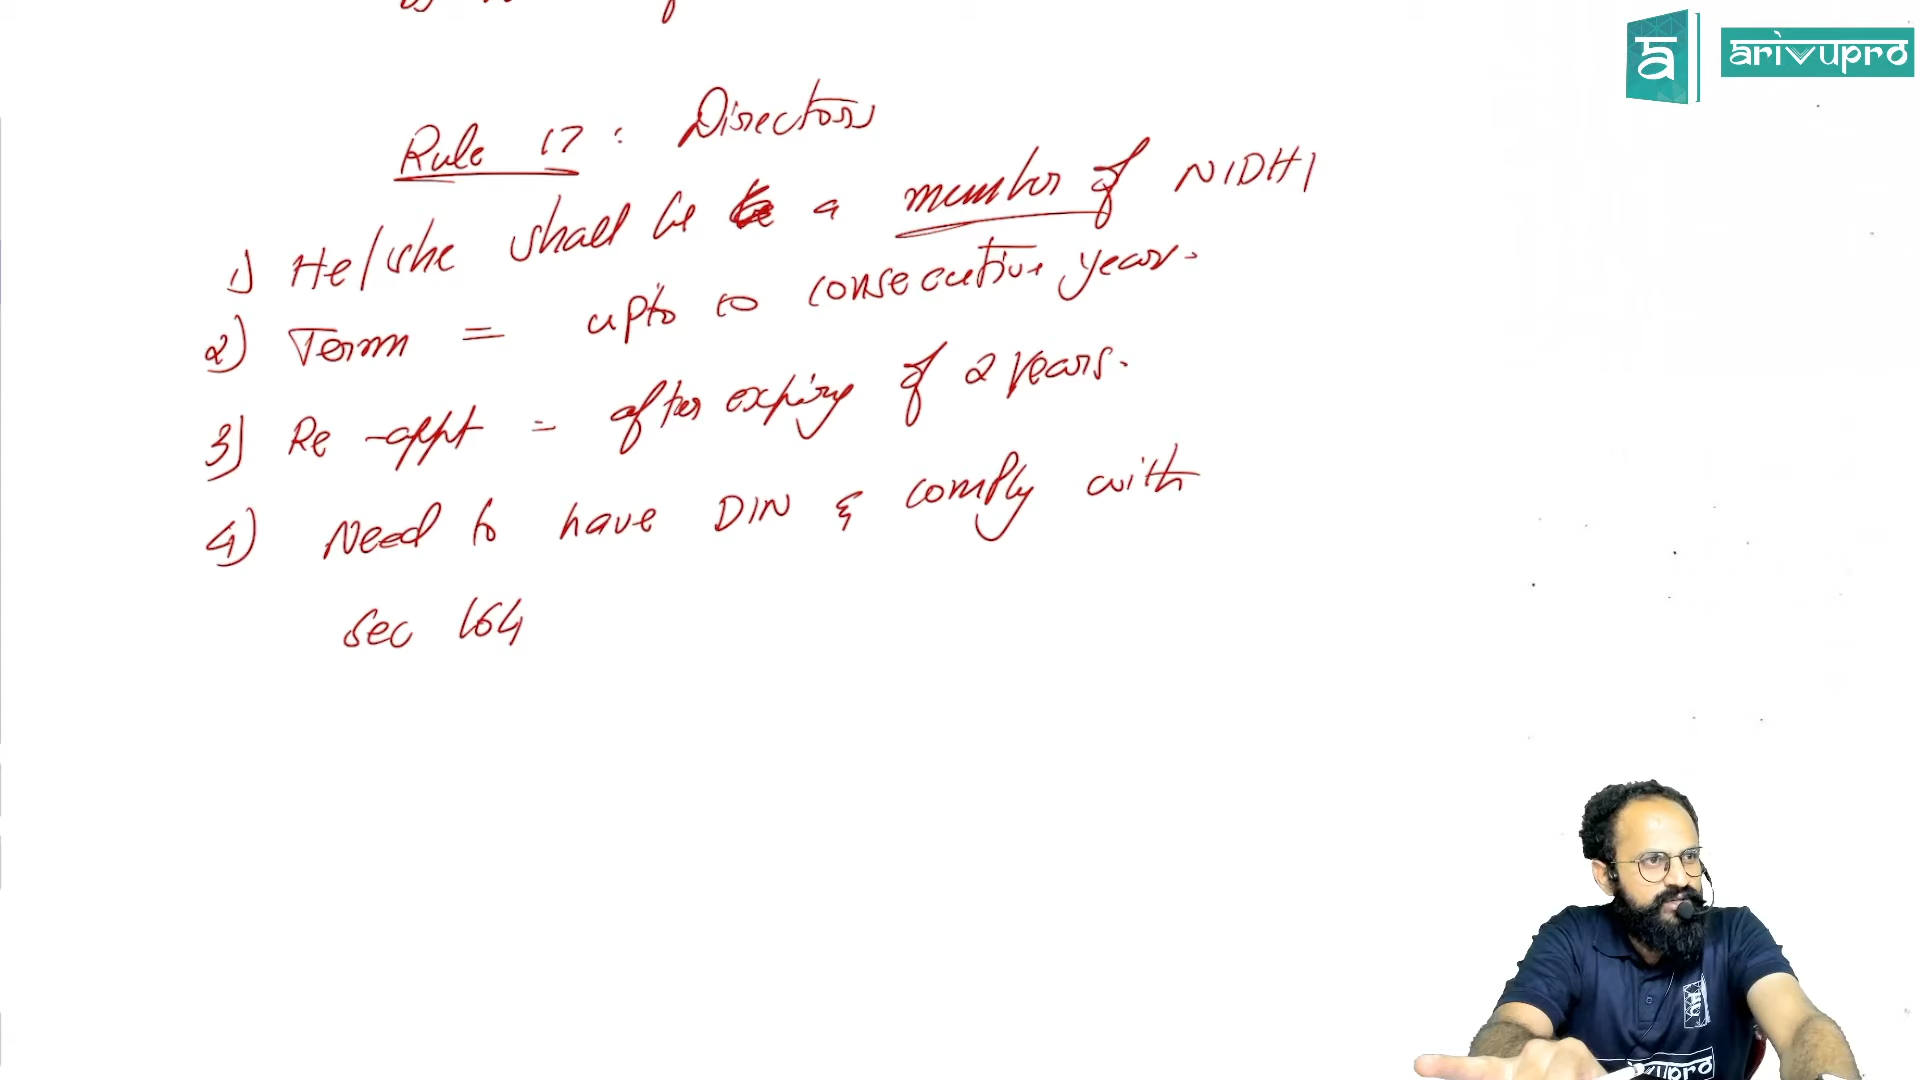 arivupro
Rule 17 : Directors
1) He/she shall be a member of NIDHI
2) Term = upto 10 consecutive years.
3) Re-appt = after expiry of 2 years.
4) Need to have DIN & comply with
Sec 164